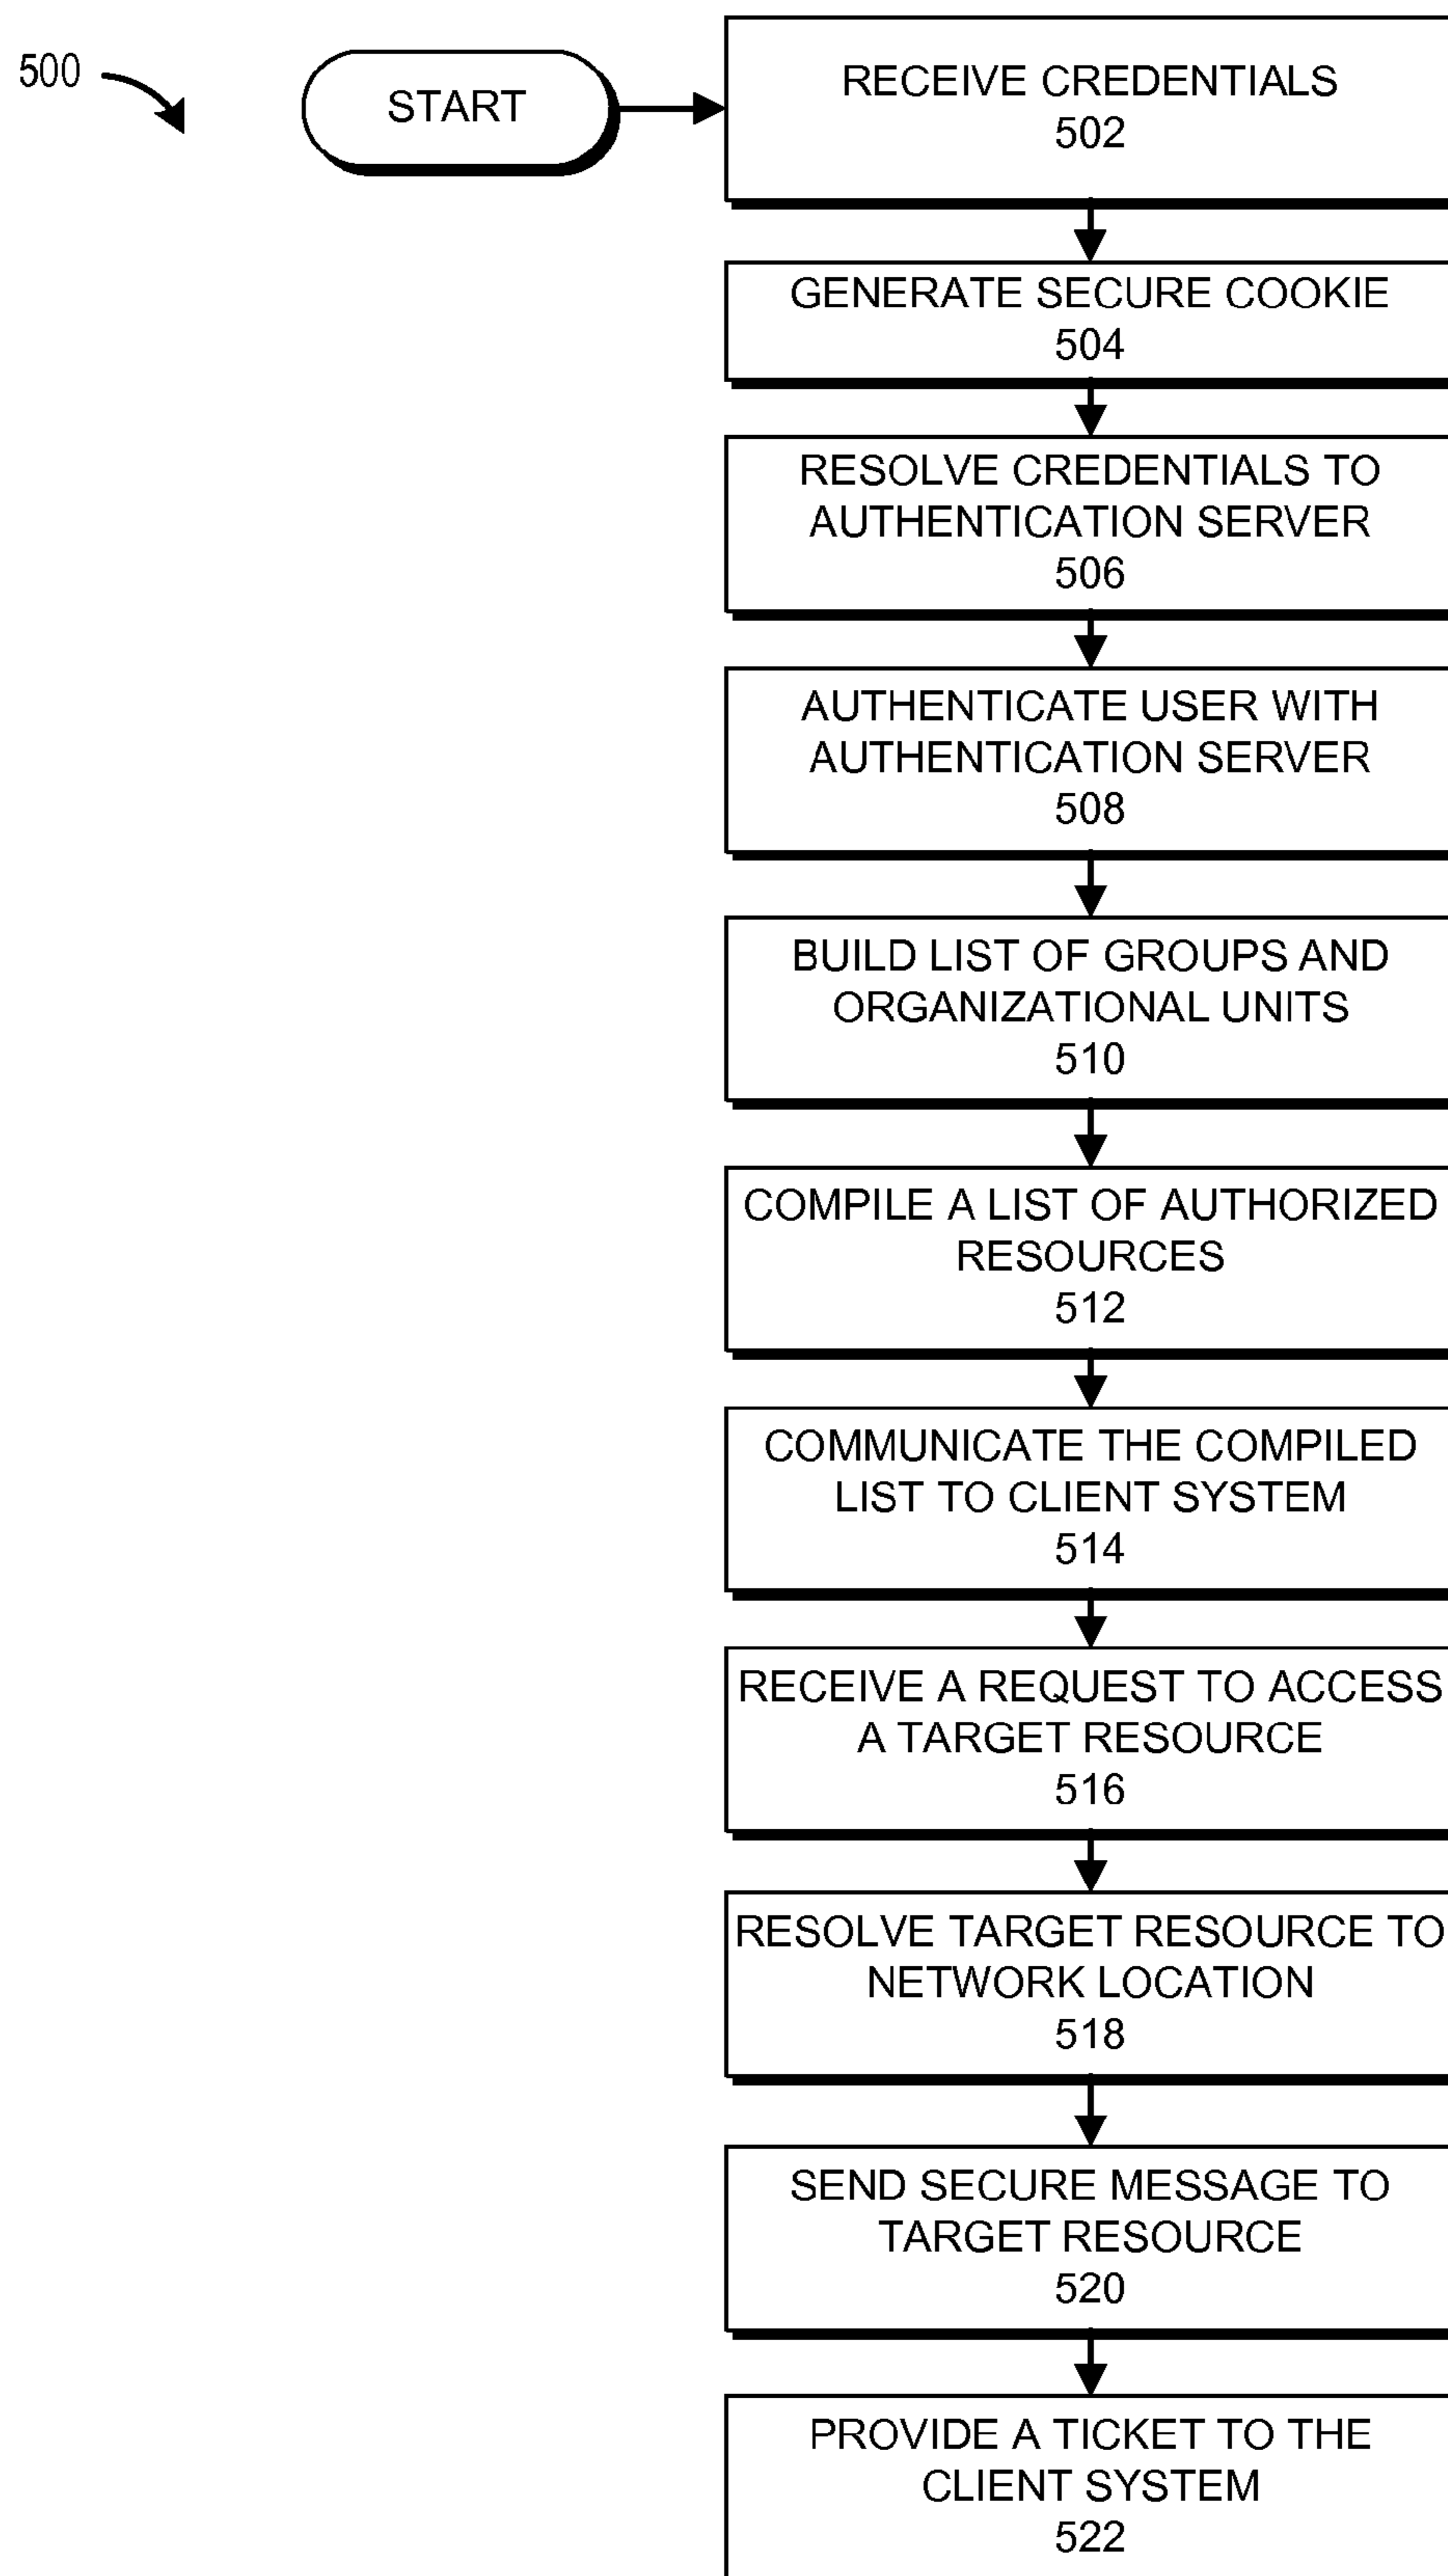 500
START
RECEIVE CREDENTIALS
502
GENERATE SECURE COOKIE
504
RESOLVE CREDENTIALS TO
AUTHENTICATION SERVER
506
AUTHENTICATE USER WITH
AUTHENTICATION SERVER
508
BUILD LIST OF GROUPS AND
ORGANIZATIONAL UNITS
510
COMPILE A LIST OF AUTHORIZED
RESOURCES
512
COMMUNICATE THE COMPILED
LIST TO CLIENT SYSTEM
514
RECEIVE A REQUEST TO ACCESS
A TARGET RESOURCE
516
RESOLVE TARGET RESOURCE TO
NETWORK LOCATION
518
SEND SECURE MESSAGE TO
TARGET RESOURCE
520
PROVIDE A TICKET TO THE
CLIENT SYSTEM
522